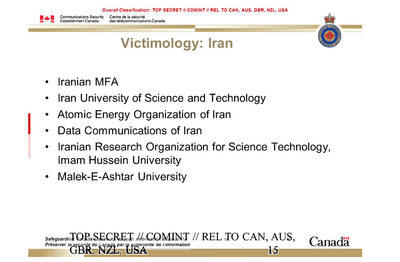 Overall Classification: TOP SECRET // COMINT // REL TO CAN, AUS, GBR, NZL, USA
Communications Security Centre de la sécurité
Establishment Canada des télécommunications Canada
Victimology: Iran
• Iranian MFA
• Iran University of Science and Technology
• Atomic Energy Organization of Iran
• Data Communications of Iran
• Iranian Research Organization for Science Technology,
Imam Hussein University
• Malek-E-Ashtar University
TOP SECRET // COMINT // REL TO CAN, AUS,
Préserver la sécurité du Canada par la supériorité de l'information
GBR, NZL, USA
15
Canada